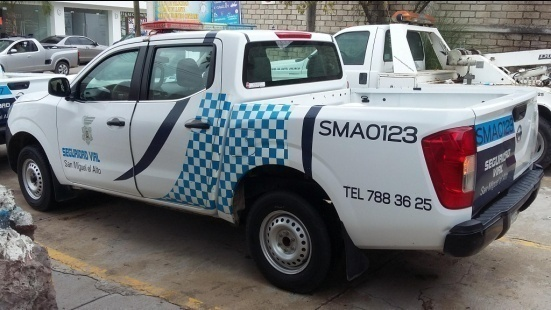 SEGURIDAD VIAL
San Miguel el Alto
SMA0123
TEL 788 36 25
SMA0123
SEGURIDAD
VIAL
San Miguel el Alto